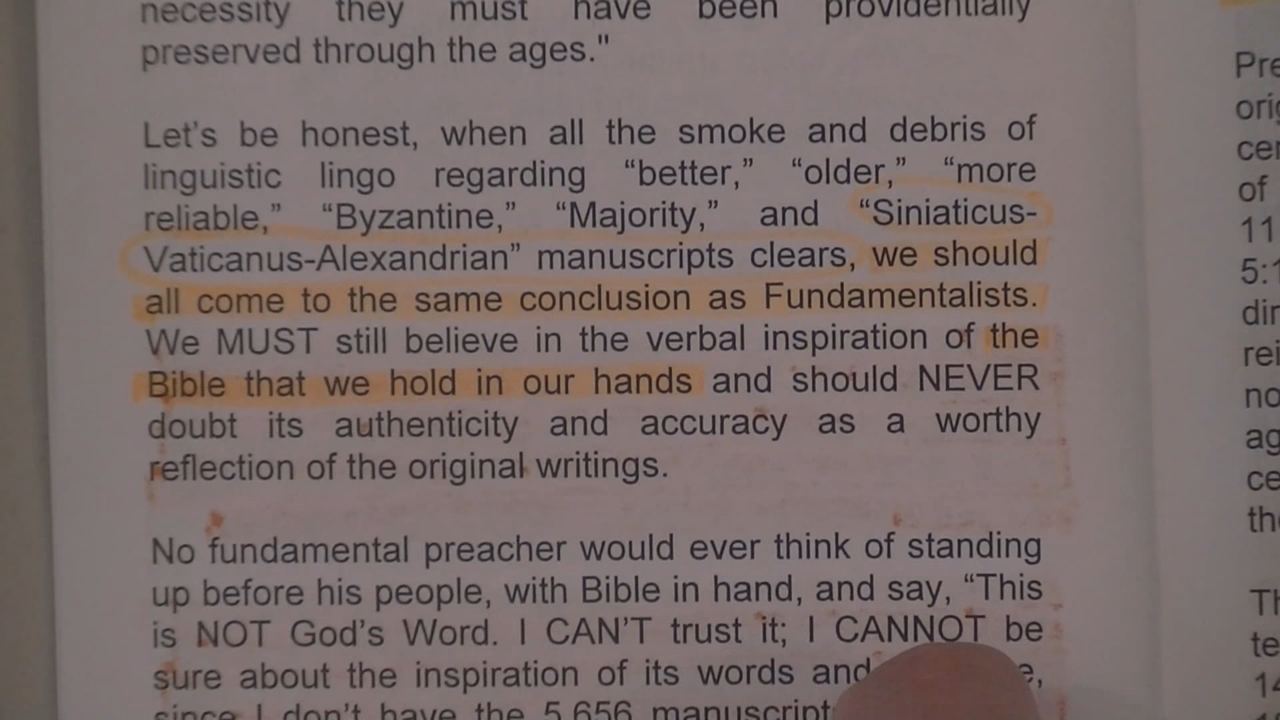 necessity they must have been providentially
preserved through the ages."
Let's be honest, when all the smoke and debris of
linguistic lingo regarding “better,” “older,” “more
reliable,” “Byzantine,” “Majority,” and “Siniaticus-
Vaticanus-Alexandrian” manuscripts clears, we should
all come to the same conclusion as Fundamentalists.
We MUST still believe in the verbal inspiration of the
Bible that we hold in our hands and should NEVER
doubt its authenticity and accuracy as a worthy
reflection of the original writings.
No fundamental preacher would ever think of standing
up before his people, with Bible in hand, and say, “This
is NOT God's Word. I CAN'T trust it; I CANNOT be
sure about the inspiration of its words and
since I don't have the 5,656
Pre
orig
cer
of
11
5:1
dir
rei
no
ag
ce
th
Th
te
14